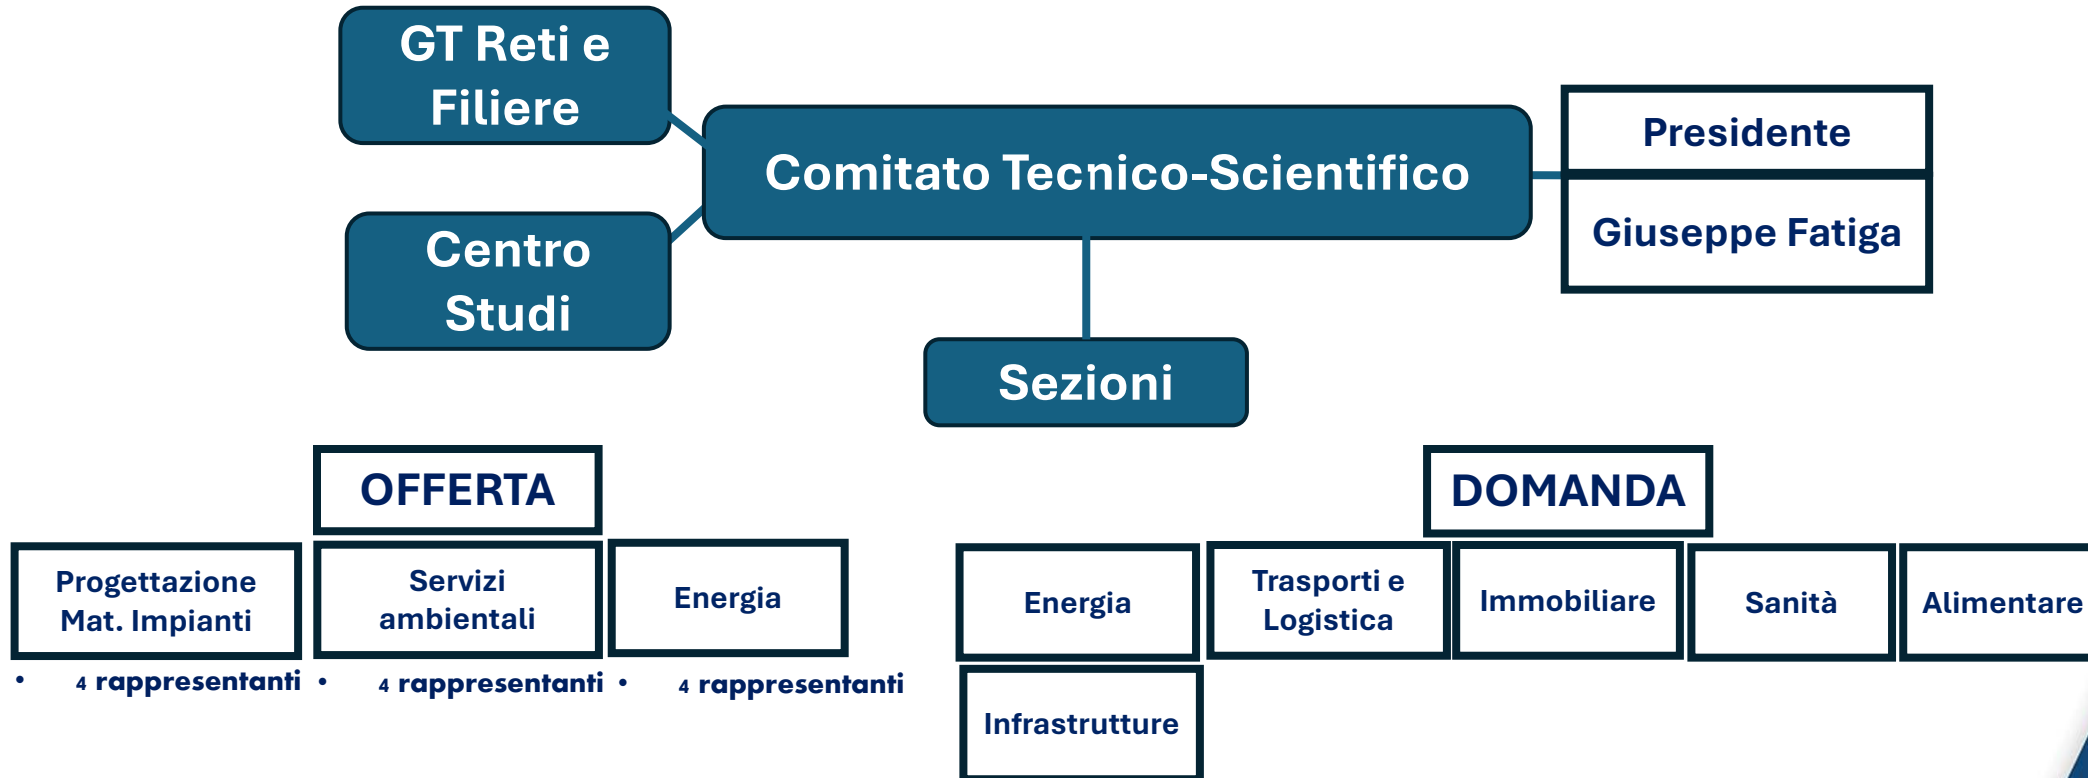 GT Reti e
Filiere
Comitato Tecnico-Scientifico
Presidente
Giuseppe Fatiga
Centro
Studi
Sezioni
OFFERTA
Progettazione
Mat. Impianti
Servizi
ambientali
Energia
• 4 rappresentanti
• 4 rappresentanti
• 4 rappresentanti
DOMANDA
Energia
Trasporti e
Logistica
Immobiliare
Sanità
Alimentare
Infrastrutture